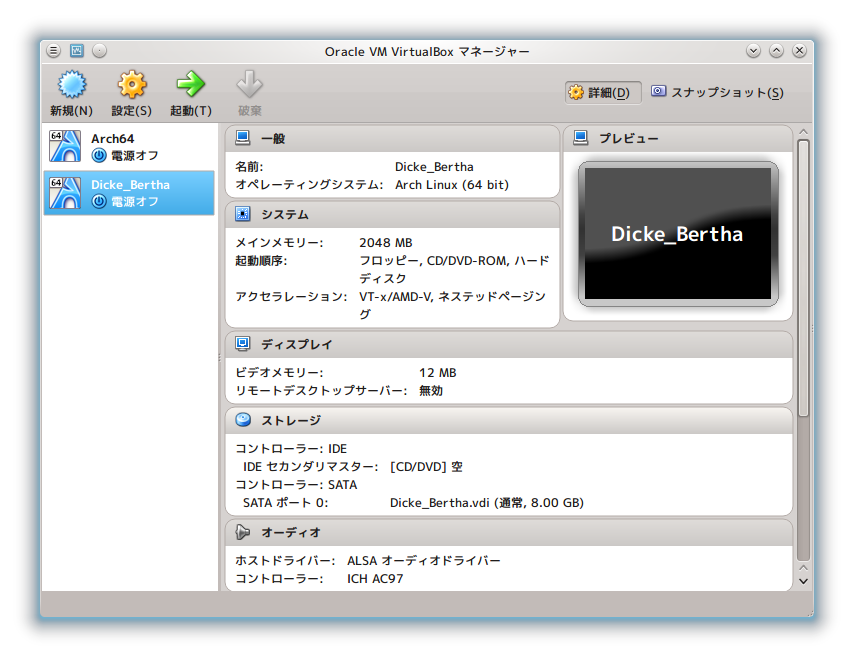 Oracle VM VirtualBox マネージャー
新規(N) 設定(S) 起動(T) 破棄
詳細(D) スナップショット(S)
64 Arch64
電源オフ
64 Dicke_Bertha
電源オフ
一般
名前: Dicke_Bertha
オペレーティングシステム: Arch Linux (64 bit)
システム
メインメモリー: 2048 MB
起動順序: フロッピー, CD/DVD-ROM, ハード
ディスク
アクセラレーション: VT-x/AMD-V, ネステッドページン
グ
プレビュー
Dicke_Bertha
ディスプレイ
ビデオメモリー: 12 MB
リモートデスクトップサーバー: 無効
ストレージ
コントローラー: IDE
IDE セカンダリマスター: [CD/DVD] 空
コントローラー: SATA
SATA ポート 0: Dicke_Bertha.vdi (通常, 8.00 GB)
オーディオ
ホストドライバー: ALSA オーディオドライバー
コントローラー: ICH AC97